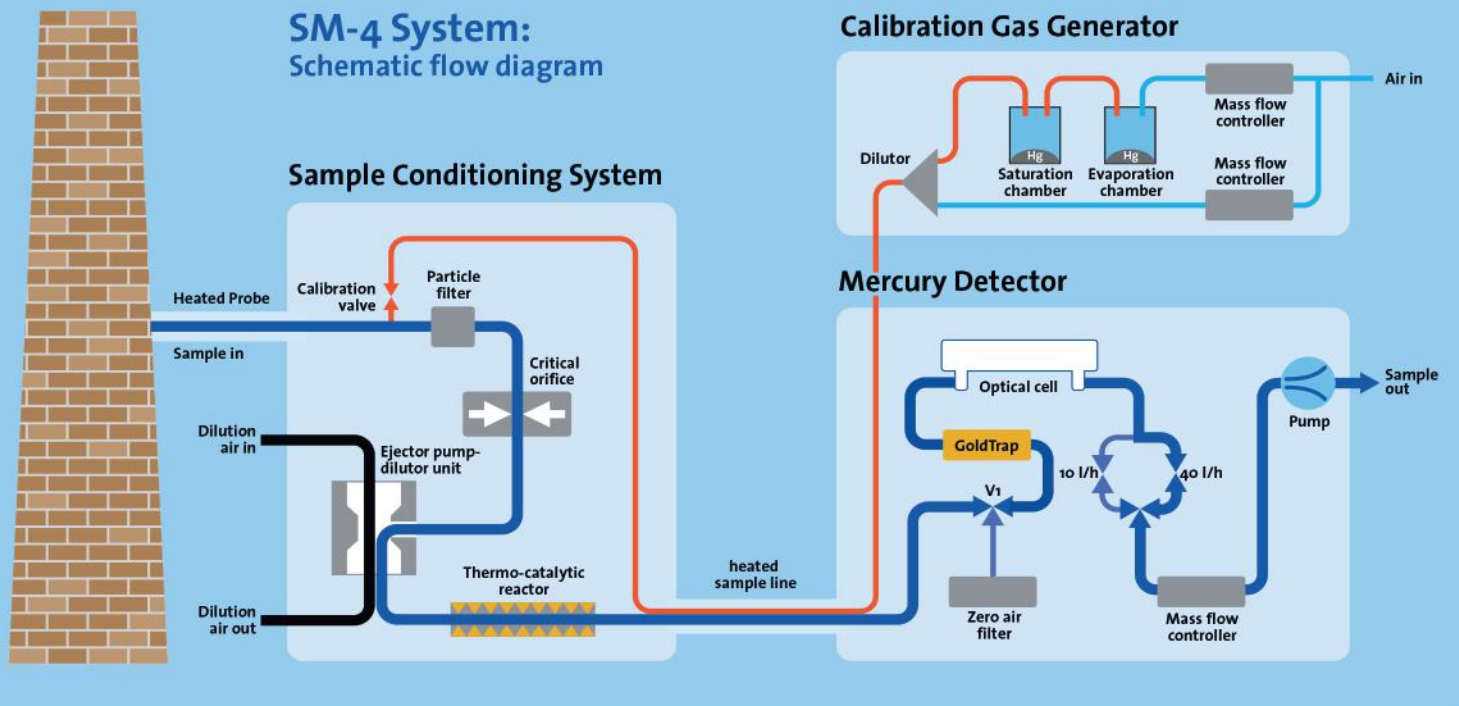 SM-4 System:
Schematic flow diagram
Calibration Gas Generator
Air in
Mass flow
controller
Mass flow
controller
Dilutor
Hg
Hg
Saturation
chamber
Evaporation
chamber
Sample Conditioning System
Heated Probe
Sample in
Calibration
valve
Particle
filter
Critical
orifice
Dilution
air in
Ejector pump-
dilutor unit
Thermo-catalytic
reactor
Dilution
air out
heated
sample line
Mercury Detector
Optical cell
GoldTrap
V1
10 l/h
40 l/h
Zero air
filter
Mass flow
controller
Pump
Sample
out